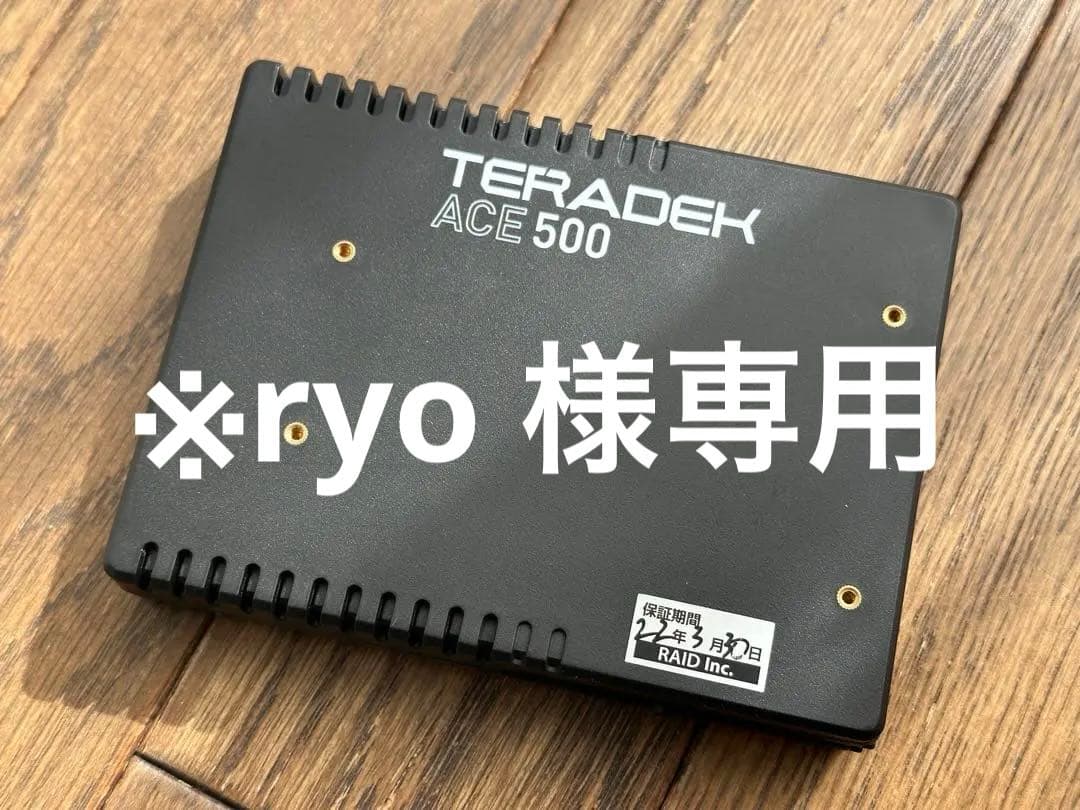 TERADEK
ACE 500
※ryo 様専用
保証期間
22年3月30日
RAID Inc.